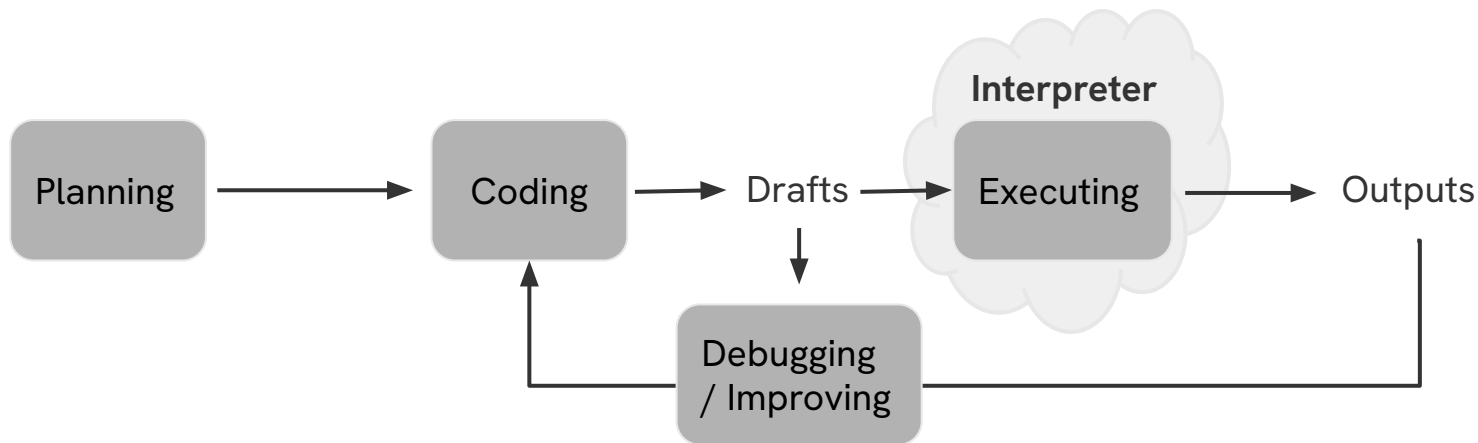 Interpreter
Planning
Coding
Drafts
Executing
Outputs
Debugging
/ Improving